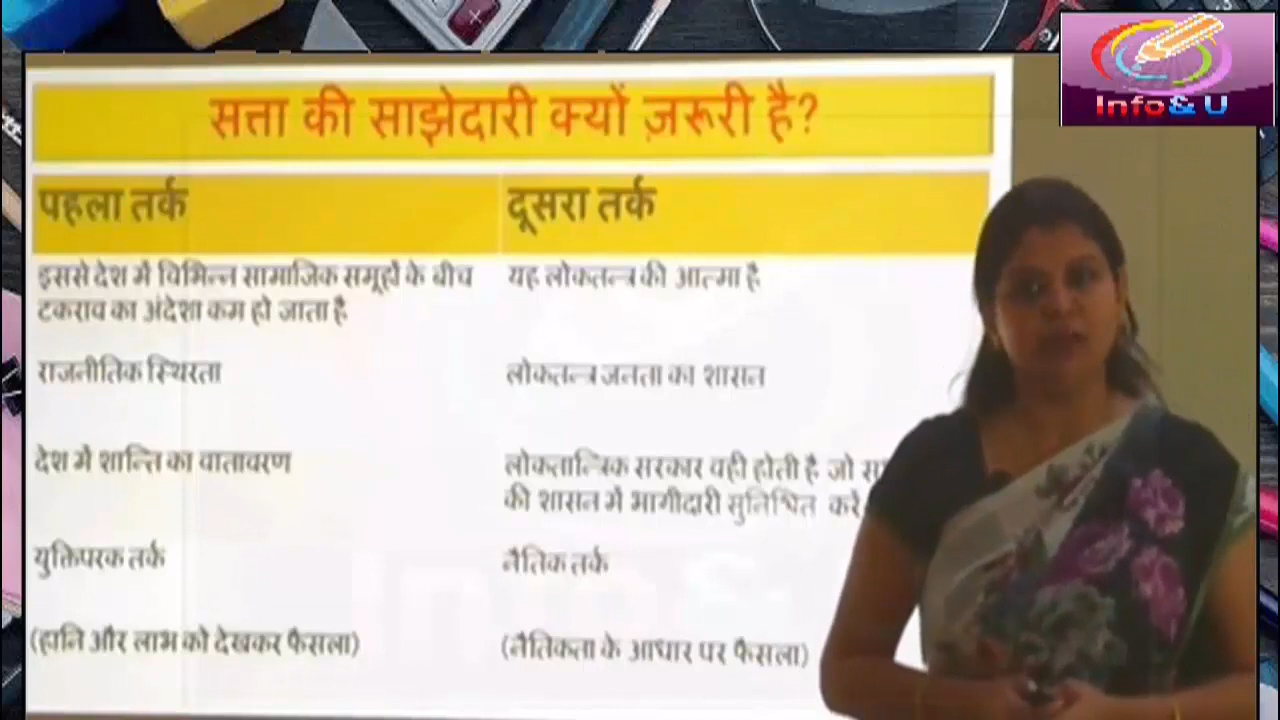 सत्ता की साझेदारी क्यों ज़रूरी है?
पहला तर्क
दूसरा तर्क
इससे देश में विभिन्न सामाजिक समूहों के बीच
टकराव का अंदेशा कम हो जाता है
यह लोकतन्त्र की आत्मा है
राजनीतिक स्थिरता
लोकतन्त्र जनता का शासन
देश में शान्ति का वातावरण
लोकतान्त्रिक सरकार वही होती है जो
की शासन में भागीदारी सुनिश्चित करे
युक्तिपरक तर्क
नैतिक तर्क
(हानि और लाभ को देखकर फैसला)
(नैतिकता के आधार पर फैसला)
Info& U